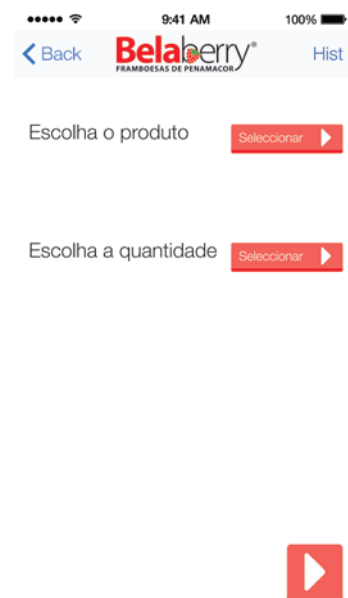 9:41 AM
100%
Back
Belaberry®
FRAMBOESAS DE PENAMACOR
Hist
Escolha o produto
Seleccionar
Escolha a quantidade
Seleccionar